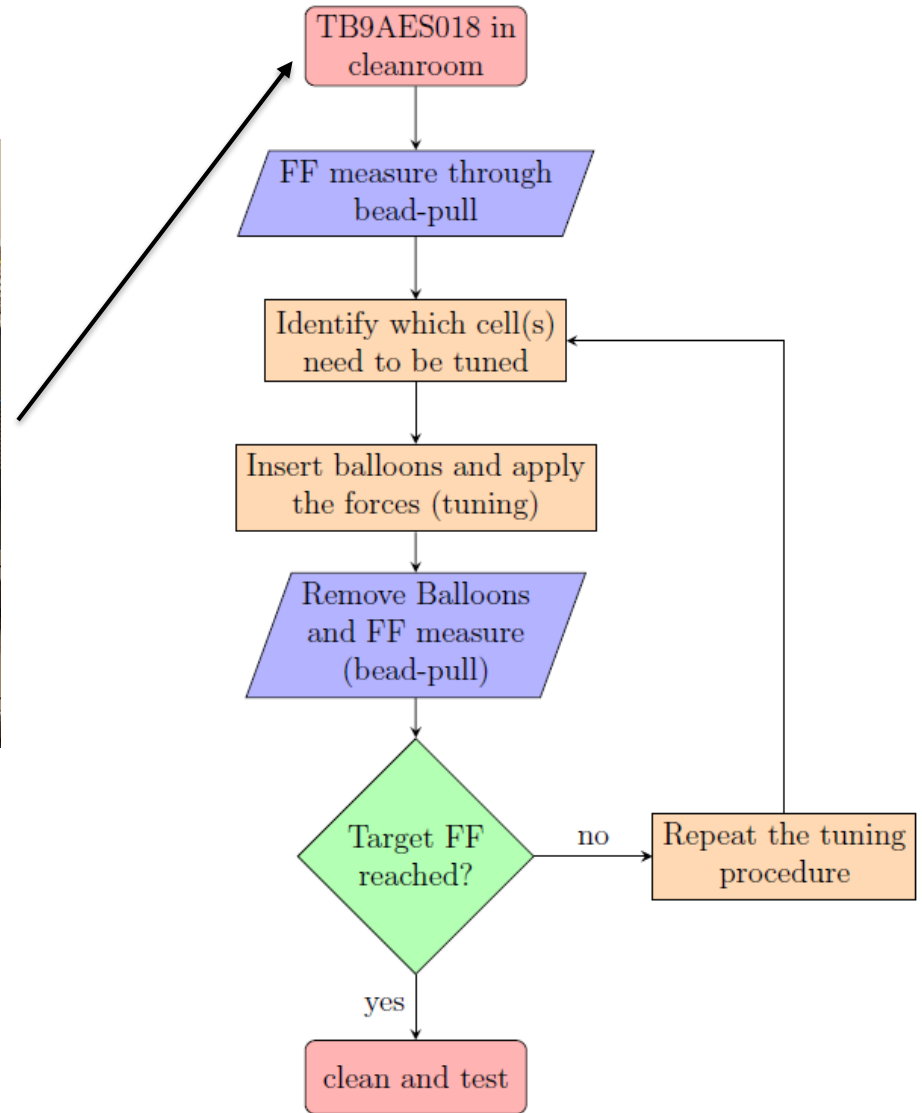 TB9AES018 in
cleanroom
FF measure through
bead-pull
Identify which cell(s)
need to be tuned
Insert balloons and apply
the forces (tuning)
Remove Balloons
and FF measure
(bead-pull)
Target FF
reached?
no
Repeat the tuning
procedure
yes
clean and test